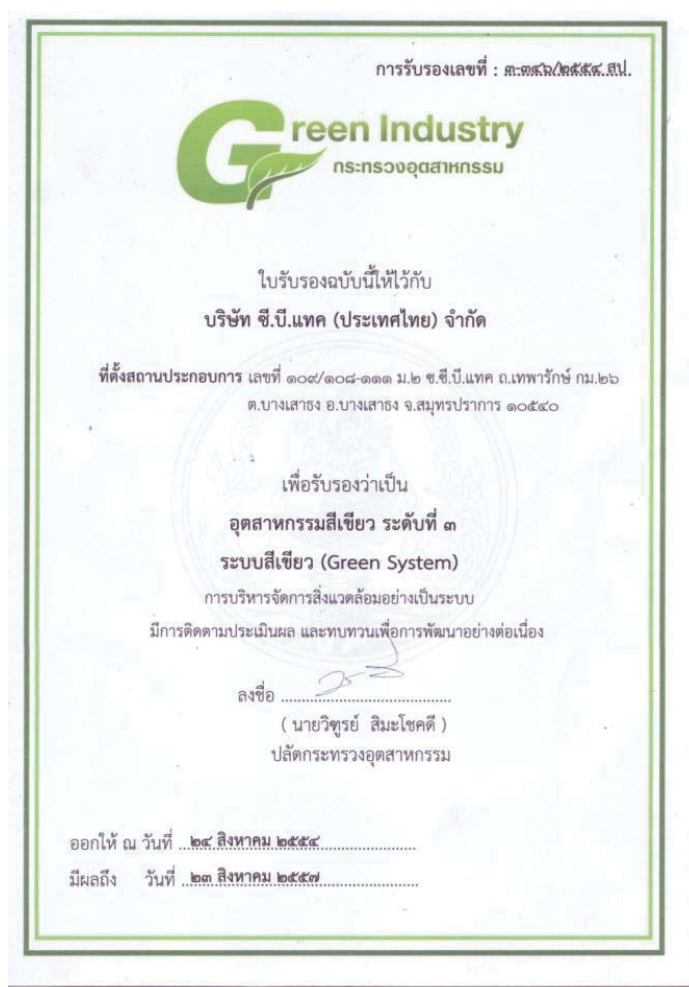 การรับรองเลขที่ : ๓-๓๔๖/๒๕๕๔ สป.
Green Industry
กระทรวงอุตสาหกรรม
ใบรับรองฉบับนี้ให้ไว้กับ
บริษัท ซี.บี.แทค (ประเทศไทย) จำกัด
ที่ตั้งสถานประกอบการ เลขที่ ๑๐๙/๑๐๘-๑๑๑ ม.๒ ซ.ซี.บี.แทค ถ.เทพารักษ์ กม.๒๖
ต.บางเสาธง อ.บางเสาธง จ.สมุทรปราการ ๑๐๕๔๐
เพื่อรับรองว่าเป็น
อุตสาหกรรมสีเขียว ระดับที่ ๓
ระบบสีเขียว (Green System)
การบริหารจัดการสิ่งแวดล้อมอย่างเป็นระบบ
มีการติดตามประเมินผล และทบทวนเพื่อการพัฒนาอย่างต่อเนื่อง
ลงชื่อ
( นายวิฑูรย์ สิมะโชคดี )
ปลัดกระทรวงอุตสาหกรรม
ออกให้ ณ วันที่ ๒๔ สิงหาคม ๒๕๕๔
มีผลถึง วันที่ ๒๓ สิงหาคม ๒๕๕๗